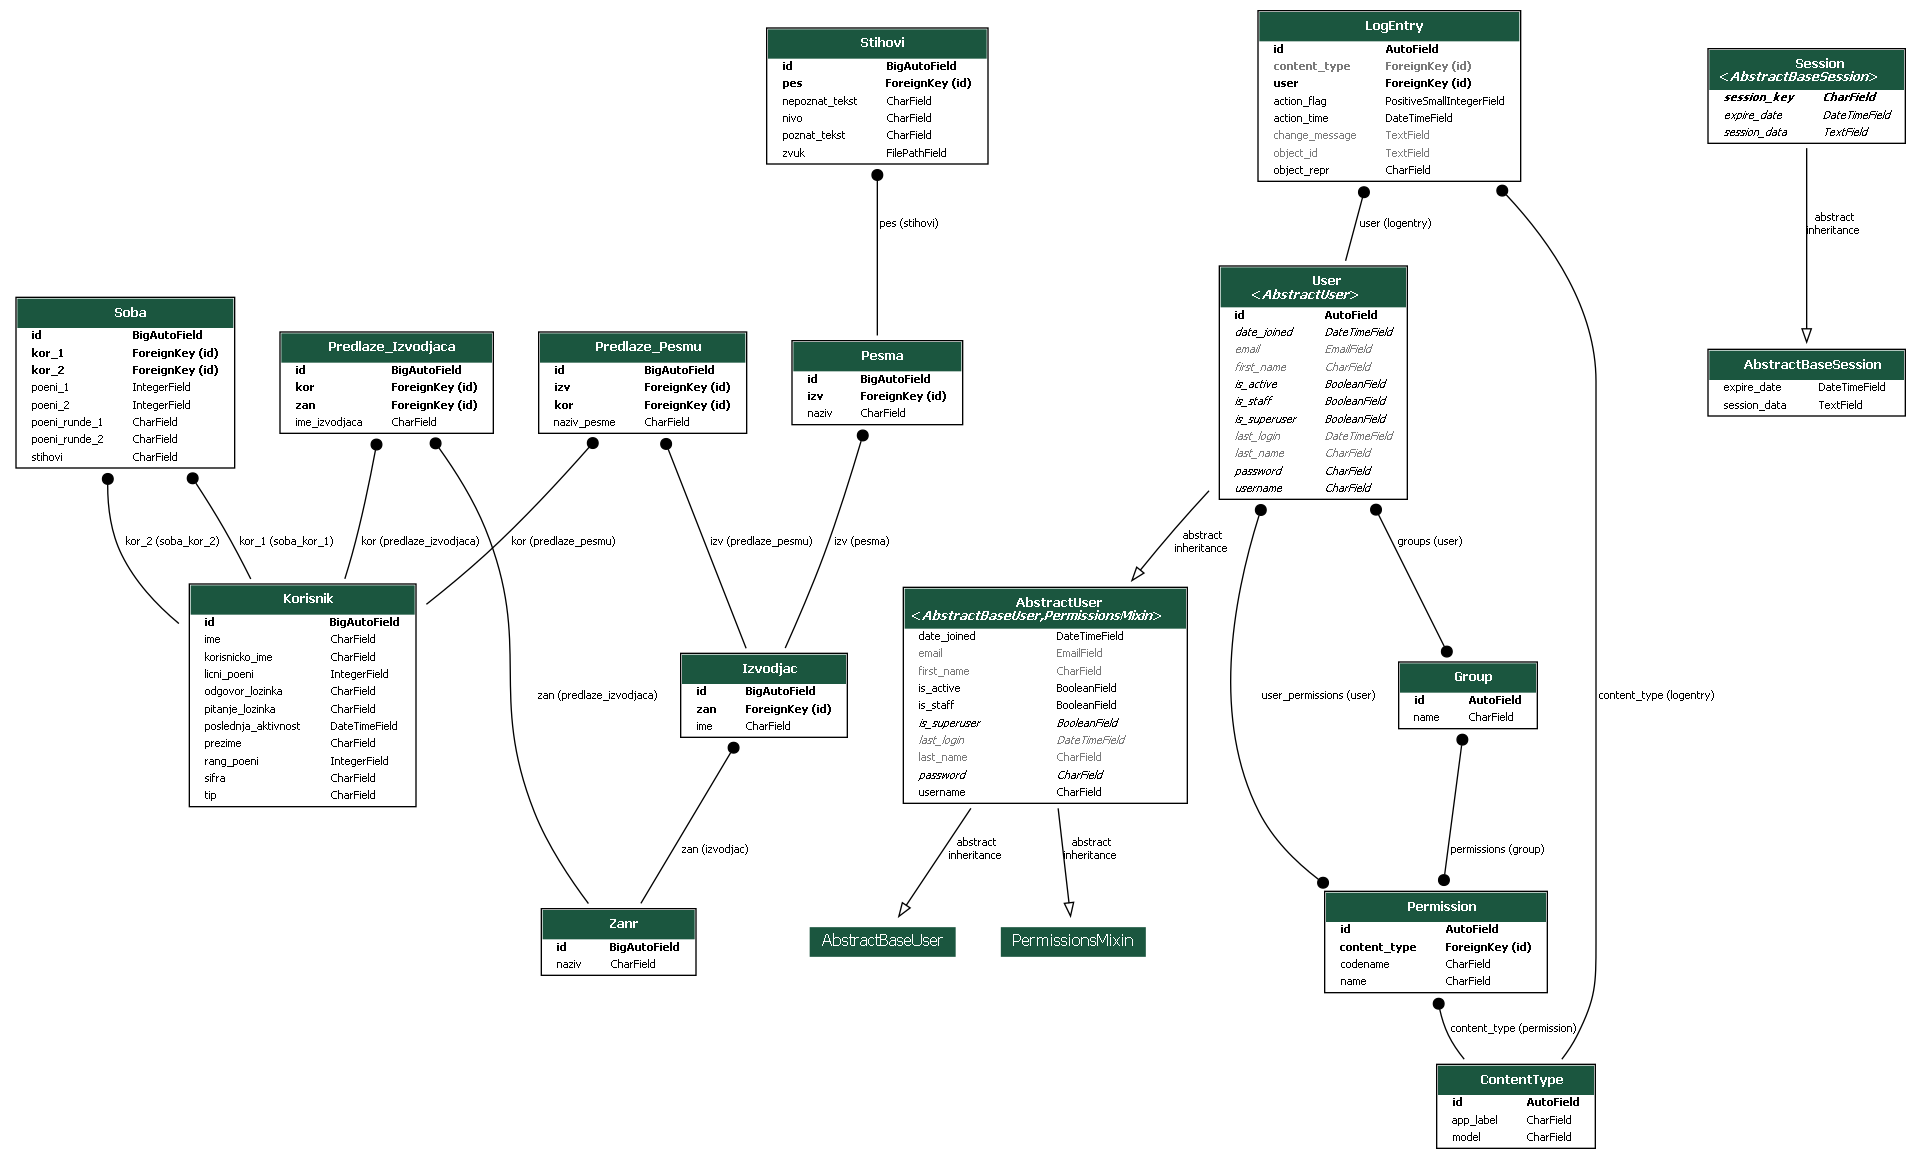 Stihovi
id BigAutoField
pes ForeignKey (id)
nepoznat_tekst CharField
nivo CharField
poznat_tekst CharField
zvuk FilePathField
LogEntry
id AutoField
content_type ForeignKey (id)
user ForeignKey (id)
action_flag PositiveSmallIntegerField
action_time DateTimeField
change_message TextField
object_id TextField
object_repr CharField
Session
<AbstractBaseSession>
session_key CharField
expire_date DateTimeField
session_data TextField
pes (stihovi)
user (logentry)
abstract
inheritance
Soba
id BigAutoField
kor_1 ForeignKey (id)
kor_2 ForeignKey (id)
poeni_1 IntegerField
poeni_2 IntegerField
poeni_runde_1 CharField
poeni_runde_2 CharField
stihovi CharField
Predlaze_Izvodjaca
id BigAutoField
kor ForeignKey (id)
zan ForeignKey (id)
ime_izvodjaca CharField
Predlaze_Pesmu
id BigAutoField
izv ForeignKey (id)
kor ForeignKey (id)
naziv_pesme CharField
Pesma
id BigAutoField
izv ForeignKey (id)
naziv CharField
User
<AbstractUser>
id AutoField
date_joined DateTimeField
email EmailField
first_name CharField
is_active BooleanField
is_staff BooleanField
is_superuser BooleanField
last_login DateTimeField
last_name CharField
password CharField
username CharField
AbstractBaseSession
expire_date DateTimeField
session_data TextField
kor_2 (soba_kor_2)
kor_1 (soba_kor_1)
kor (predlaze_izvodjaca)
kor (predlaze_pesmu)
izv (predlaze_pesmu)
izv (pesma)
abstract
inheritance
groups (user)
Korisnik
id BigAutoField
ime CharField
korisnicko_ime CharField
licni_poeni IntegerField
odgovor_lozinka CharField
pitanje_lozinka CharField
poslednja_aktivnost DateTimeField
prezime CharField
rang_poeni IntegerField
sifra CharField
tip CharField
zan (predlaze_izvodjaca)
Izvodjac
id BigAutoField
zan ForeignKey (id)
ime CharField
AbstractUser
<AbstractBaseUser,PermissionsMixin>
date_joined DateTimeField
email EmailField
first_name CharField
is_active BooleanField
is_staff BooleanField
is_superuser BooleanField
last_login DateTimeField
last_name CharField
password CharField
username CharField
user_permissions (user)
Group
id AutoField
name CharField
content_type (logentry)
zan (izvodjac)
abstract
inheritance
abstract
inheritance
permissions (group)
Zanr
id BigAutoField
naziv CharField
AbstractBaseUser
PermissionsMixin
Permission
id AutoField
content_type ForeignKey (id)
codename CharField
name CharField
content_type (permission)
ContentType
id AutoField
app_label CharField
model CharField